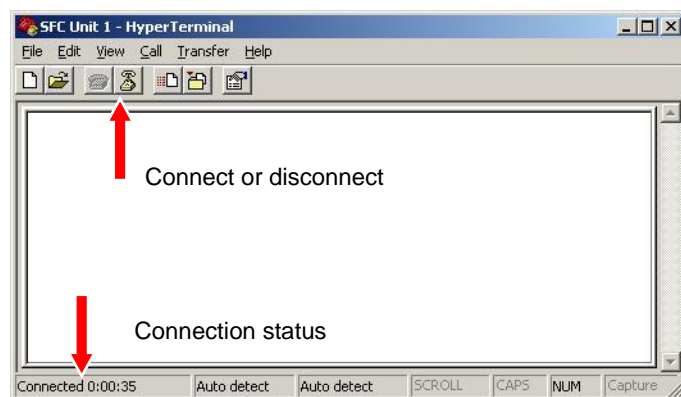 SFC Unit 1 - HyperTerminal
File Edit View Call Transfer Help
Connect or disconnect
Connection status
Connected 0:00:35 Auto detect Auto detect SCROLL CAPS NUM Capture